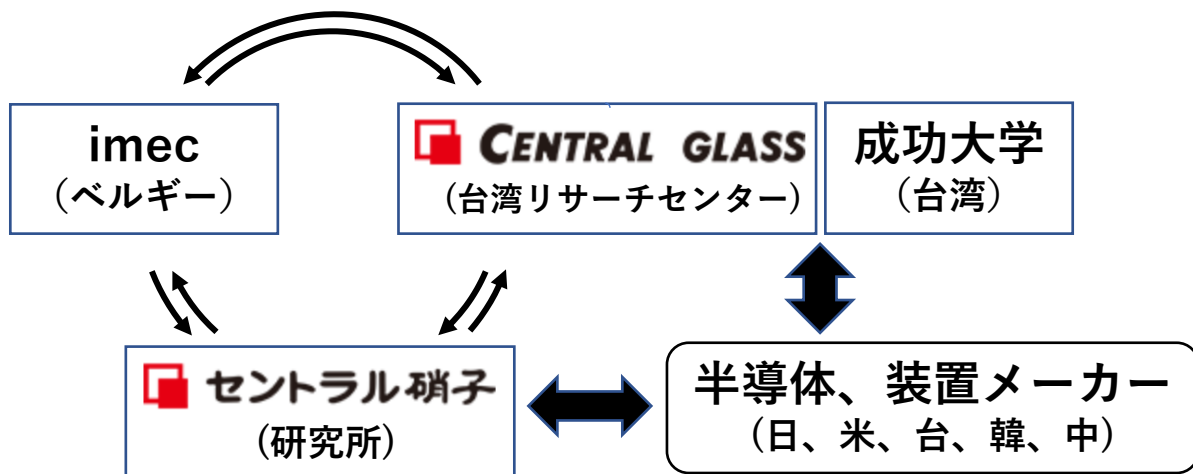 imec
（ベルギー）
CENTRAL GLASS
(台湾リサーチセンター)
成功大学
（台湾）
セントラル硝子
(研究所)
半導体、装置メーカー
(日、米、台、韓、中)